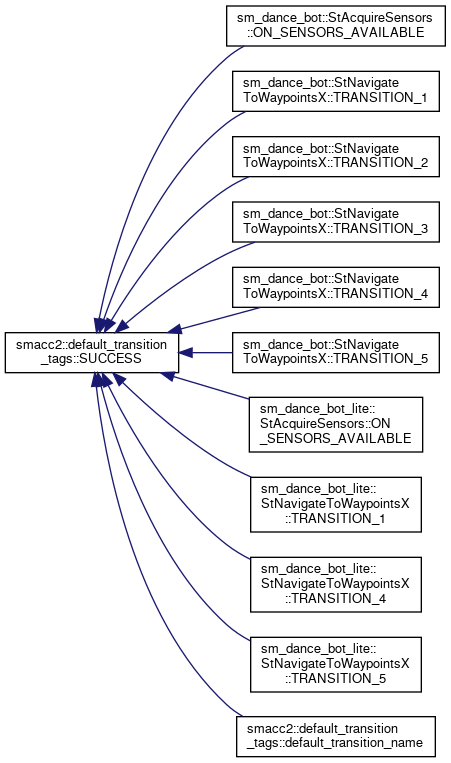 sm_dance_bot::StAcquireSensors
::ON_SENSORS_AVAILABLE
sm_dance_bot::StNavigate
ToWaypointsX::TRANSITION_1
sm_dance_bot::StNavigate
ToWaypointsX::TRANSITION_2
sm_dance_bot::StNavigate
ToWaypointsX::TRANSITION_3
sm_dance_bot::StNavigate
ToWaypointsX::TRANSITION_4
smacc2::default_transition
_tags::SUCCESS
sm_dance_bot::StNavigate
ToWaypointsX::TRANSITION_5
sm_dance_bot_lite::
StAcquireSensors::ON
_SENSORS_AVAILABLE
sm_dance_bot_lite::
StNavigateToWaypointsX
::TRANSITION_1
sm_dance_bot_lite::
StNavigateToWaypointsX
::TRANSITION_4
sm_dance_bot_lite::
StNavigateToWaypointsX
::TRANSITION_5
smacc2::default_transition
_tags::default_transition_name